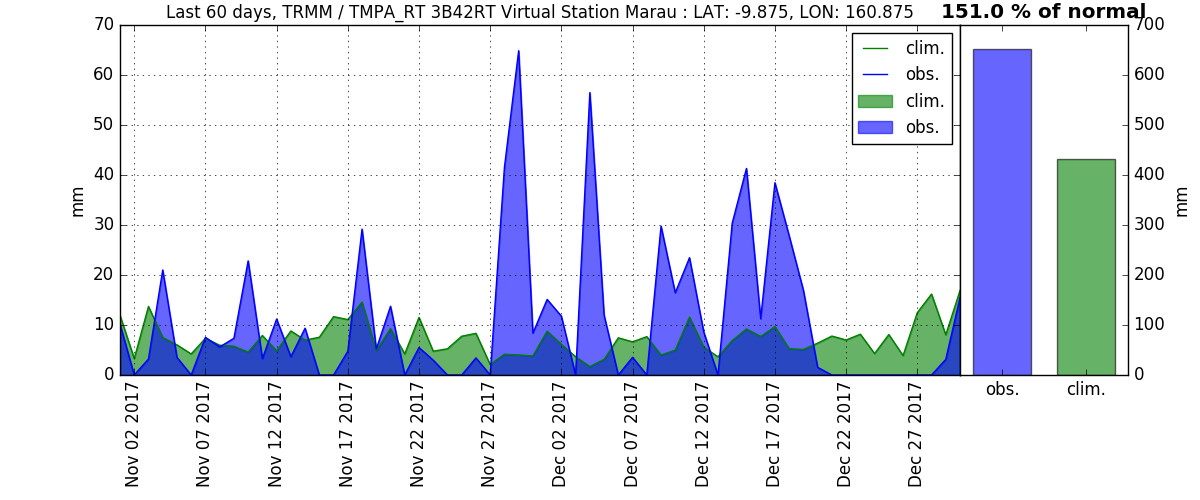 Last 60 days, TRMM / TMPA_RT 3B42RT Virtual Station Marau : LAT: -9.875, LON: 160.875
151.0 % of normal
70
60
50
40
30
20
10
0
mm
clim.
obs.
clim.
obs.
700
600
500
400
300
200
100
0
mm
obs.
clim.
Nov 02 2017
Nov 07 2017
Nov 12 2017
Nov 17 2017
Nov 22 2017
Nov 27 2017
Dec 02 2017
Dec 07 2017
Dec 12 2017
Dec 17 2017
Dec 22 2017
Dec 27 2017